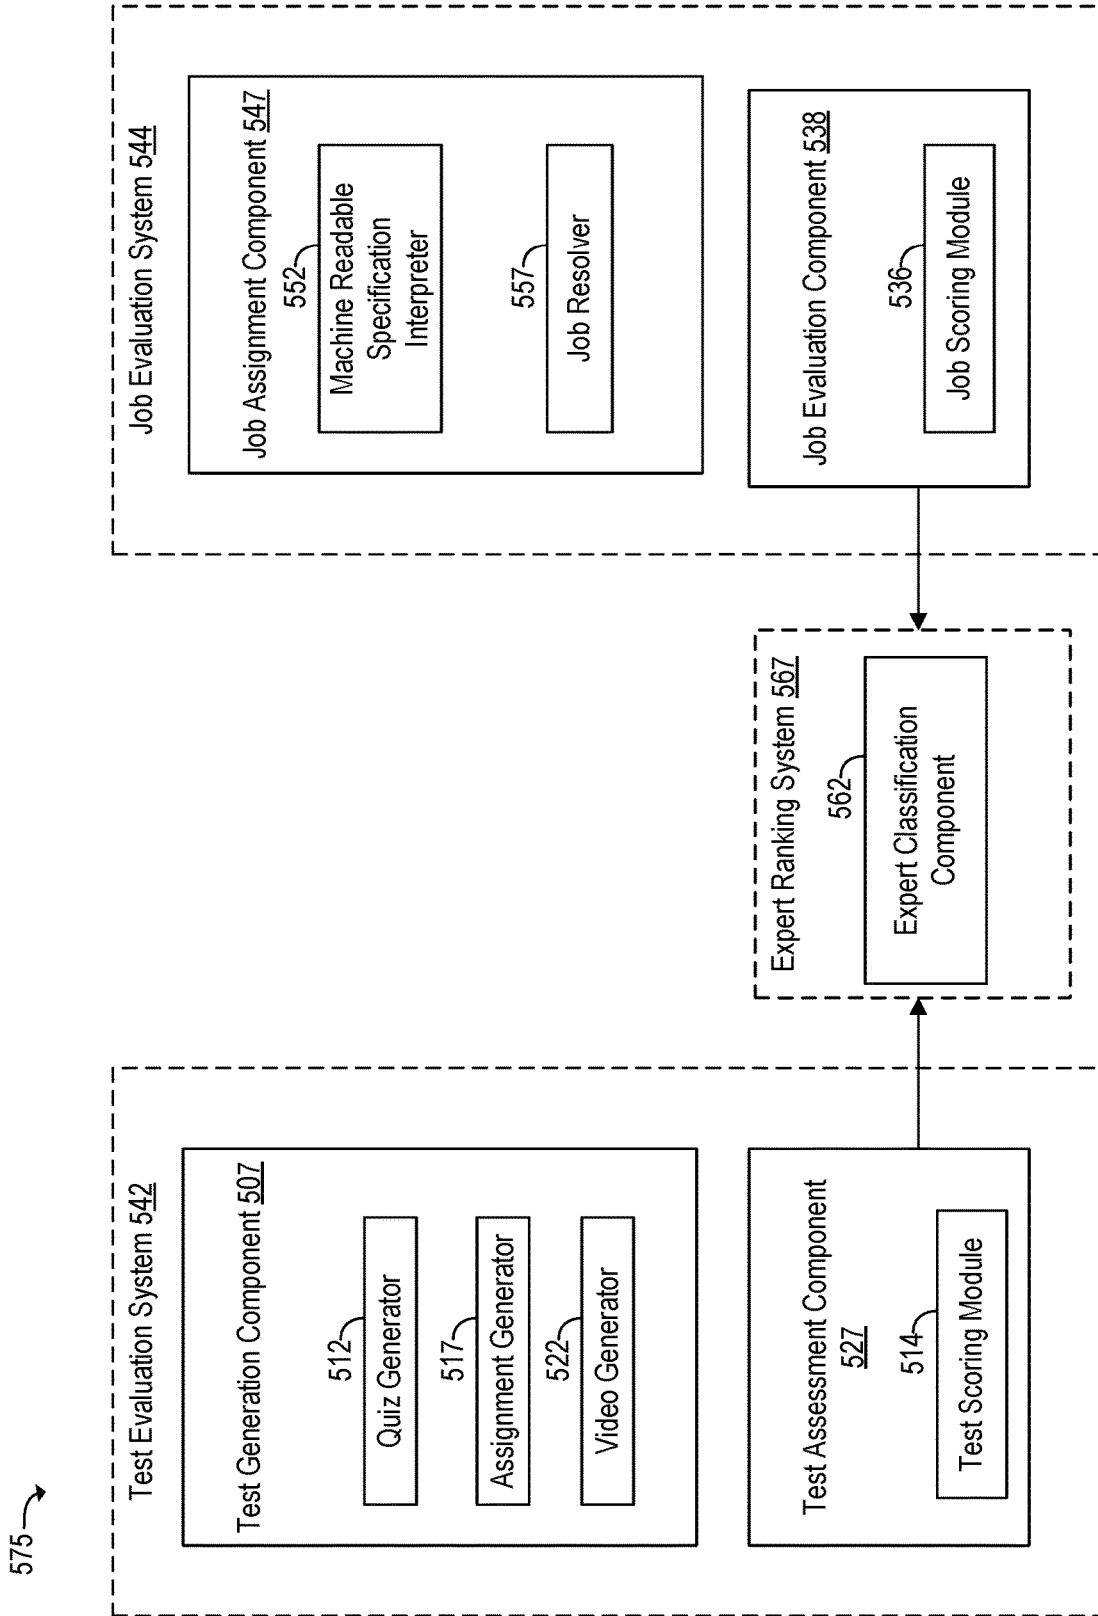 575
Test Evaluation System 542
Test Generation Component 507
512
Quiz Generator
517
Assignment Generator
522
Video Generator
Test Assessment Component
527
514
Test Scoring Module
Expert Ranking System 567
562
Expert Classification
Component
Job Evaluation System 544
Job Assignment Component 547
552
Machine Readable
Specification
Interpreter
557
Job Resolver
Job Evaluation Component 538
536
Job Scoring Module